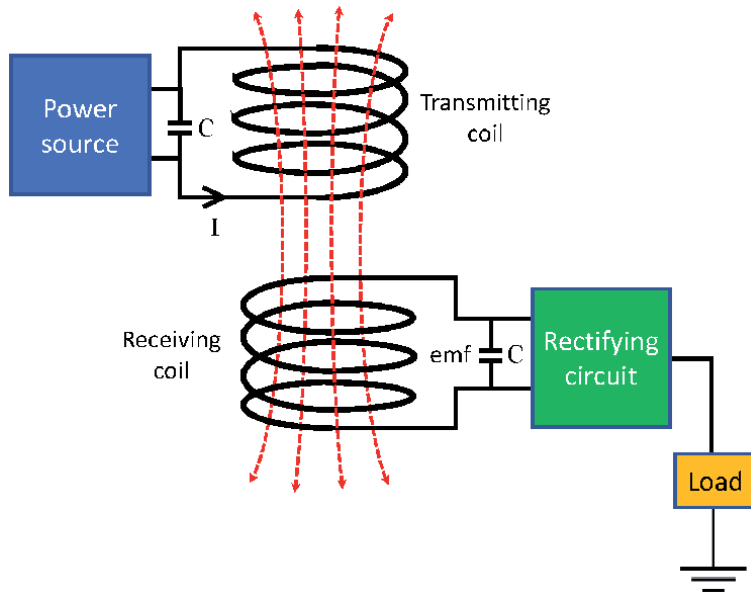 Power
source
C
Transmitting
coil
I
Receiving
coil
emf C
Rectifying
circuit
Load